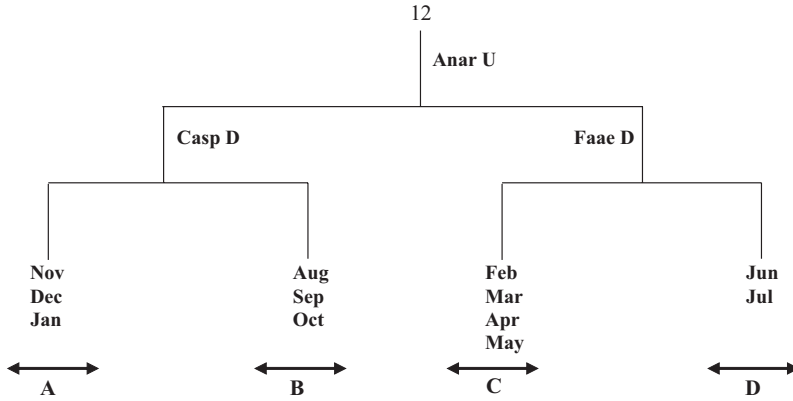 12
Anar U
Casp D
Faae D
Nov
Dec
Jan
Aug
Sep
Oct
Feb
Mar
Apr
May
Jun
Jul
A
B
C
D